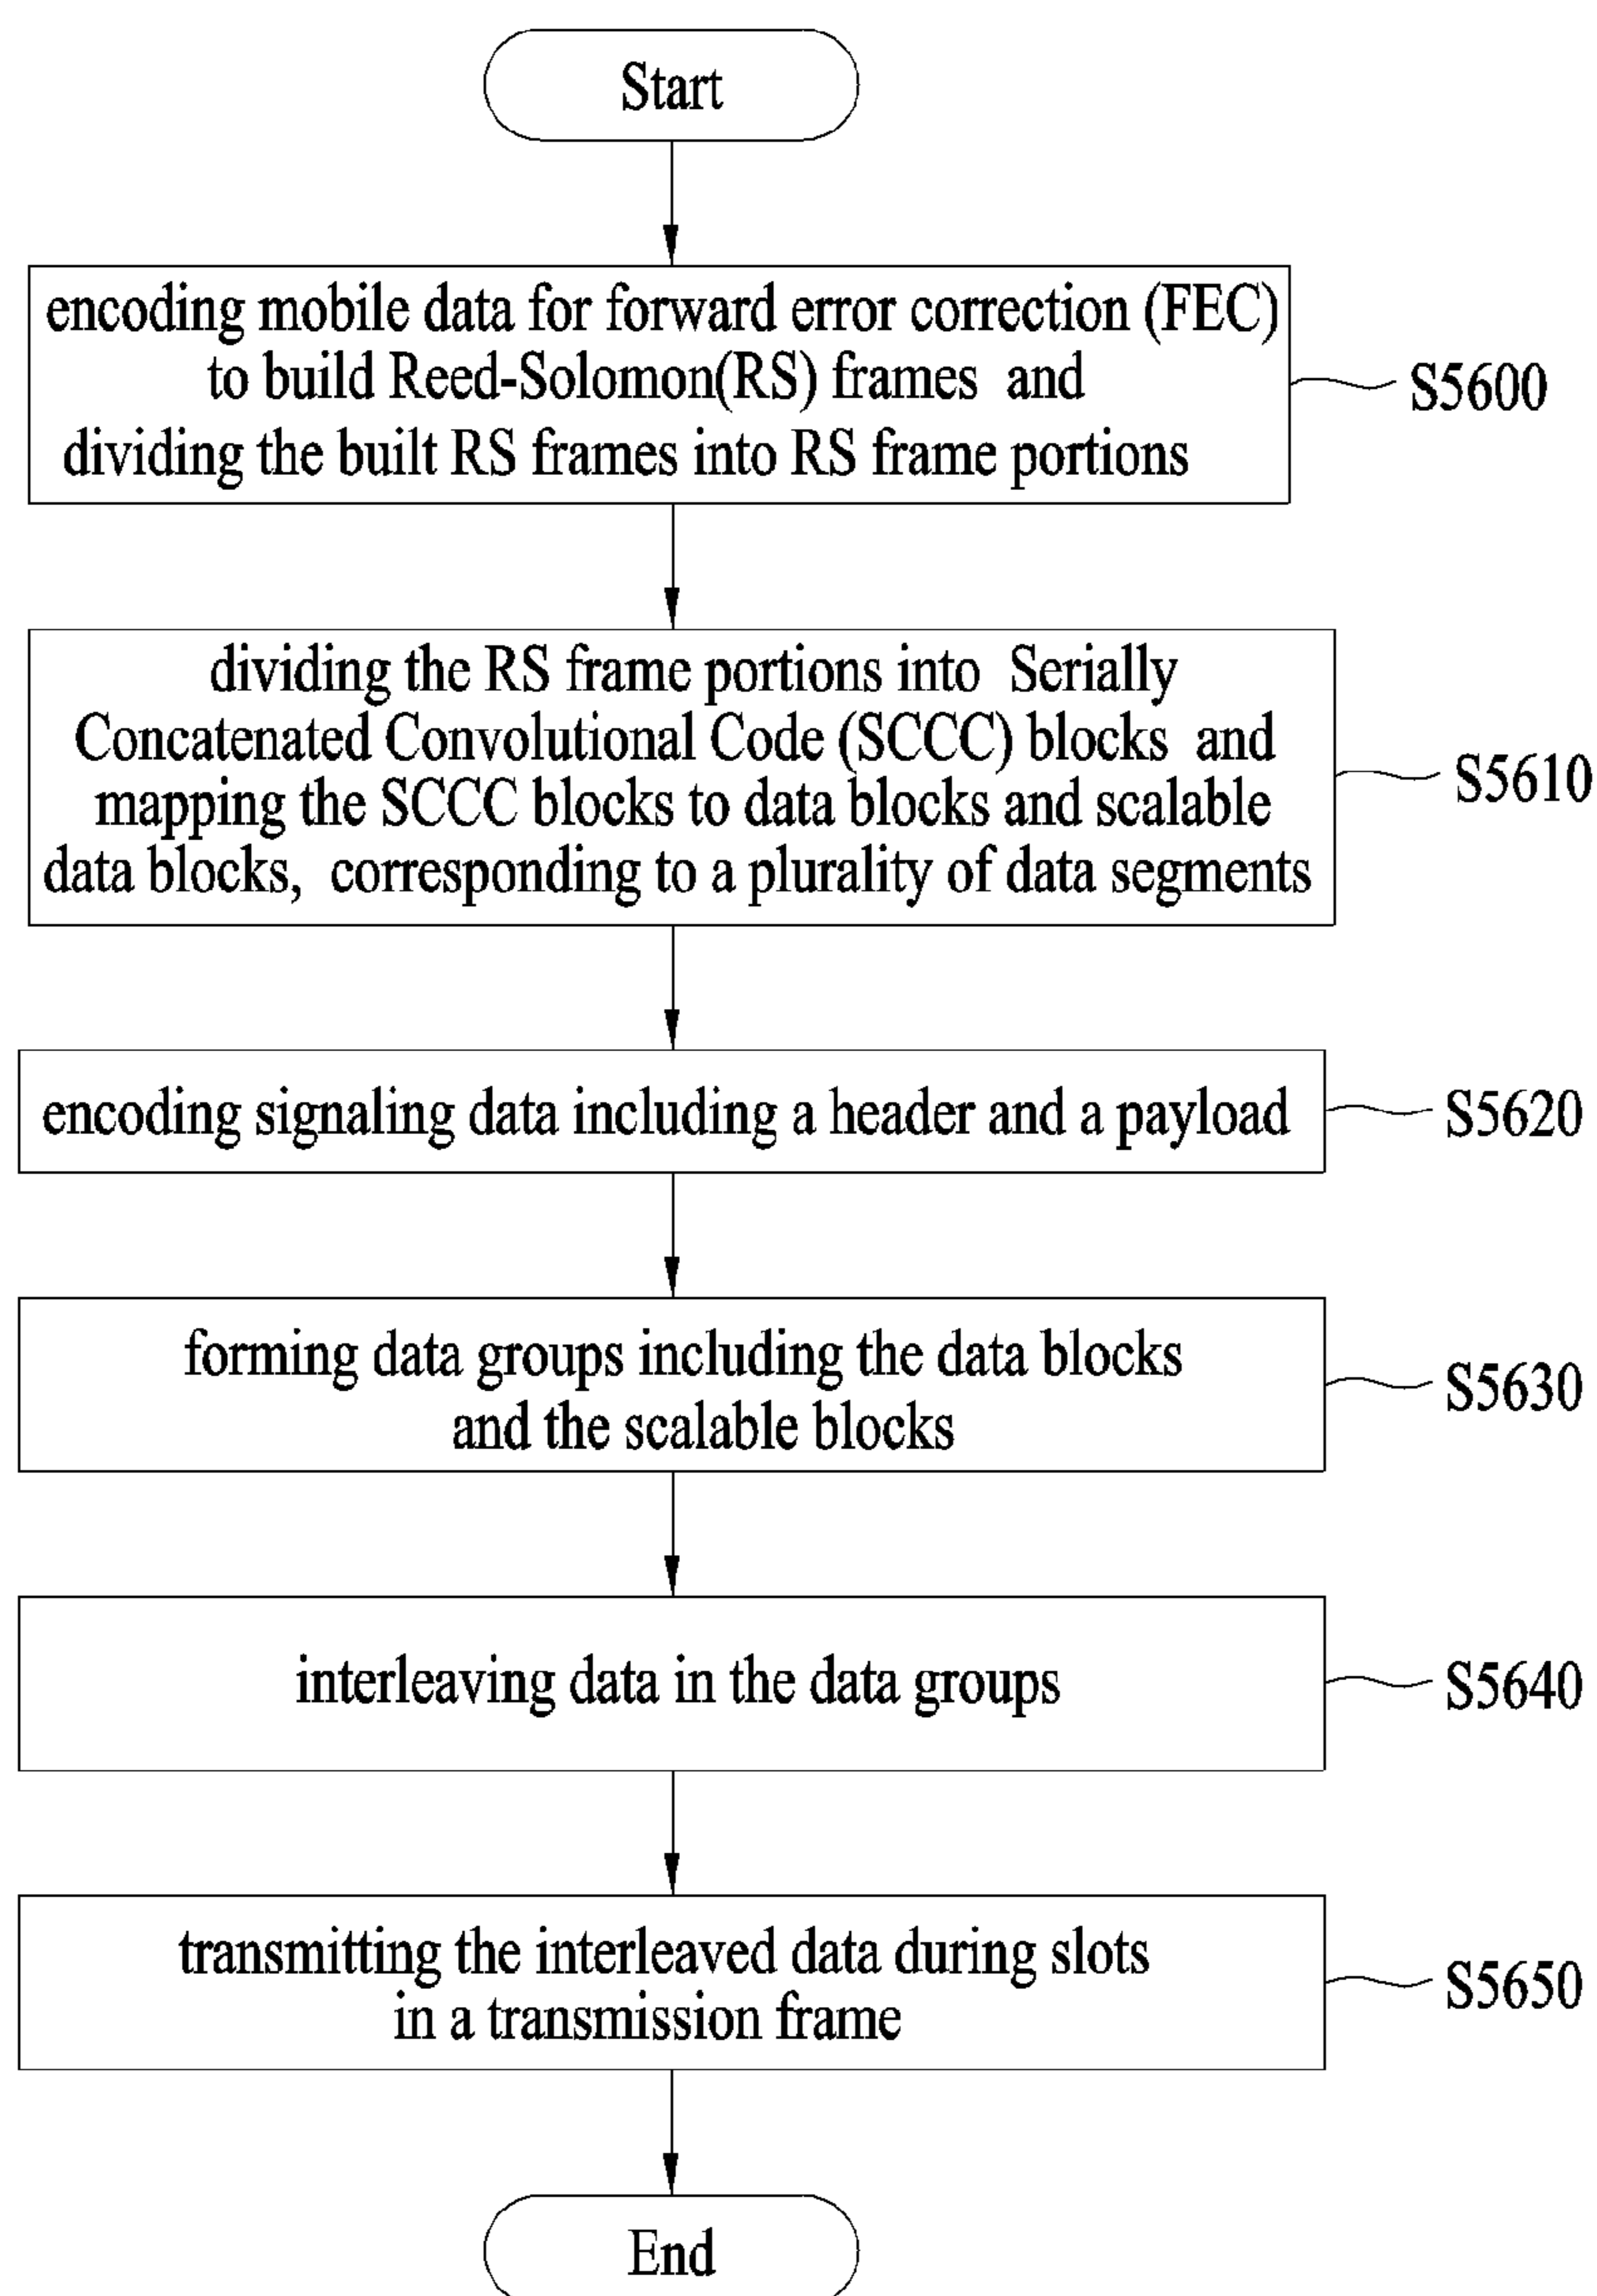 Start
encoding mobile data for forward error correction (FEC)
to build Reed-Solomon(RS) frames and
dividing the built RS frames into RS frame portions
S5600
dividing the RS frame portions into Serially
Concatenated Convolutional Code (SCCC) blocks and
mapping the SCCC blocks to data blocks and scalable
data blocks, corresponding to a plurality of data segments
S5610
encoding signaling data including a header and a payload
S5620
forming data groups including the data blocks
and the scalable blocks
S5630
interleaving data in the data groups
S5640
transmitting the interleaved data during slots
in a transmission frame
S5650
End